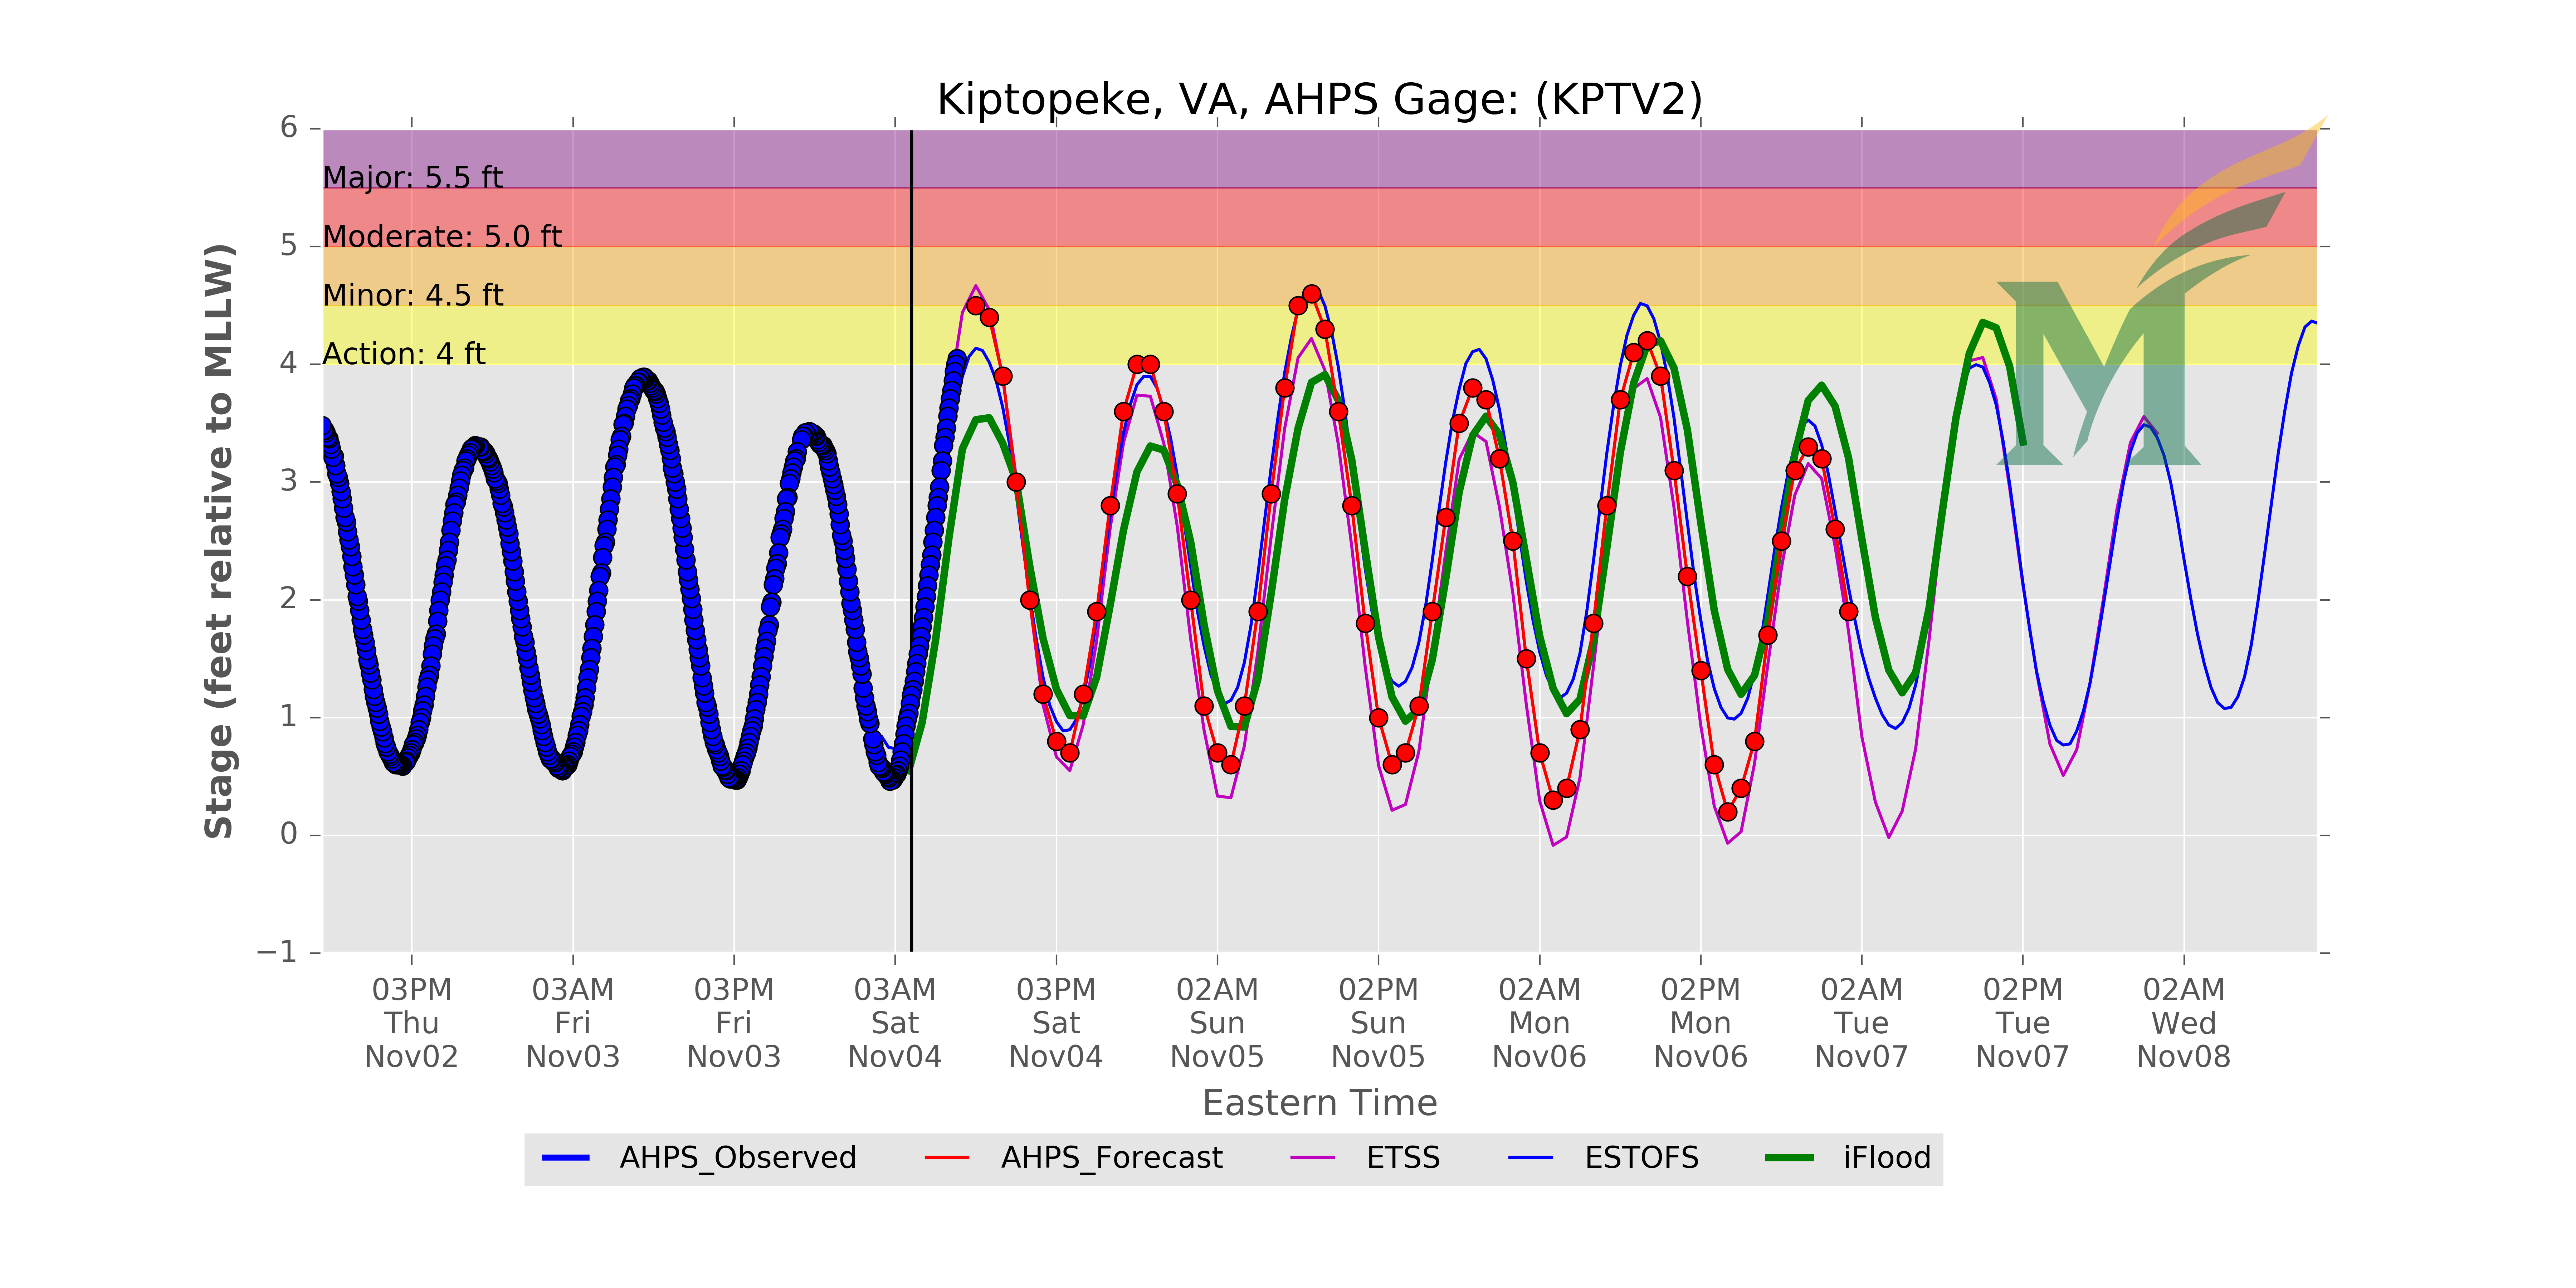 Kiptopeke, VA, AHPS Gage: (KPTV2)
6
5
4
3
2
1
0
−1
Stage (feet relative to MLLW)
Major: 5.5 ft
Moderate: 5.0 ft
Minor: 4.5 ft
Action: 4 ft
M
03PM 03AM 03PM 03AM 03PM 02AM 02PM 02AM 02PM 02AM 02PM 02AM
Thu Fri Fri Sat Sat Sun Sun Mon Mon Tue Tue Wed
Nov02 Nov03 Nov03 Nov04 Nov04 Nov05 Nov05 Nov06 Nov06 Nov07 Nov07 Nov08
Eastern Time
AHPS_Observed AHPS_Forecast ETSS ESTOFS iFlood